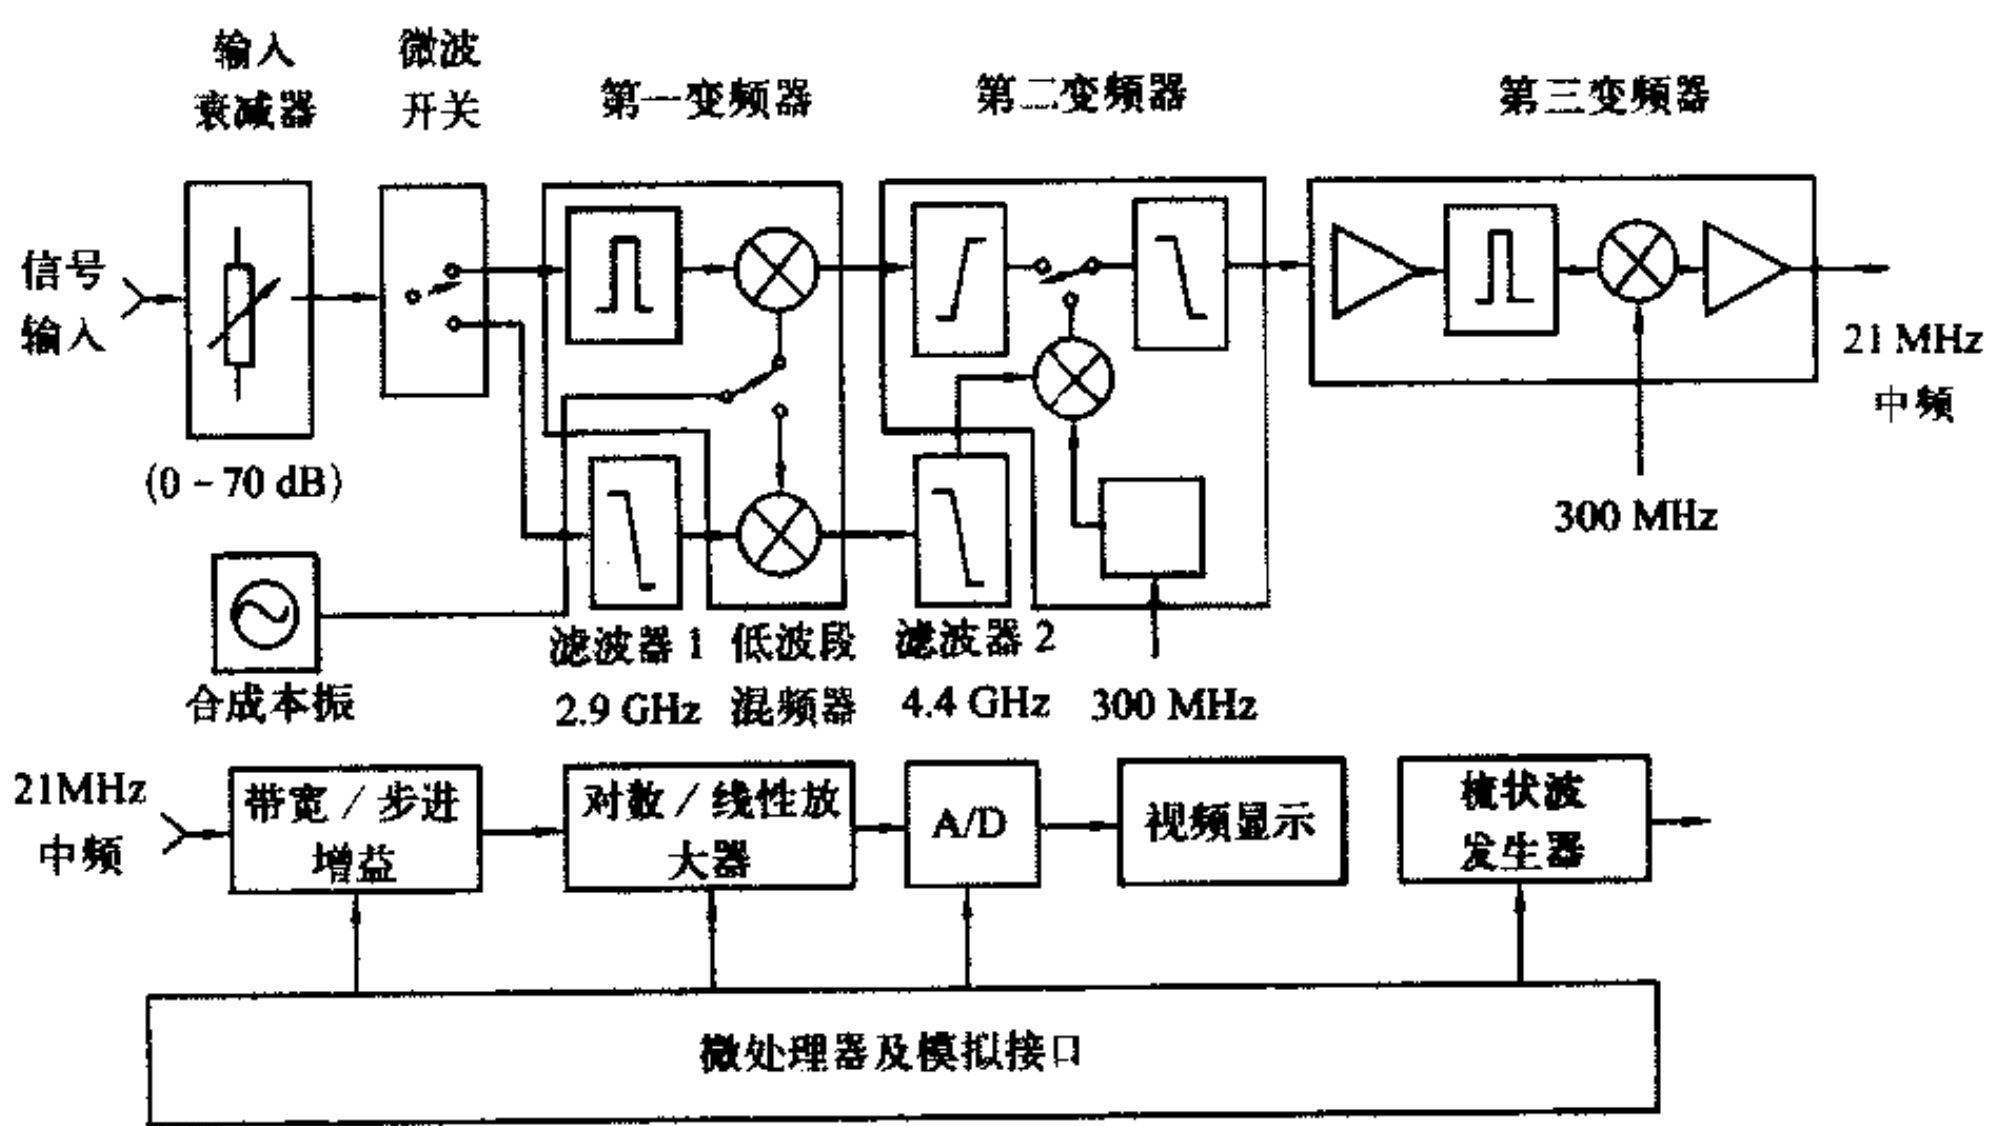 输入
衰减器
微波
开关
第一变频器
第二变频器
第三变频器
信号
输入
(0－70 dB)
21 MHz
中频
300 MHz
合成本振
滤波器 1
2.9 GHz
低波段
混频器
滤波器 2
4.4 GHz
300 MHz
21MHz
中频
带宽／步进
增益
对数／线性放
大器
A/D
视频显示
梳状波
发生器
微处理器及模拟接口